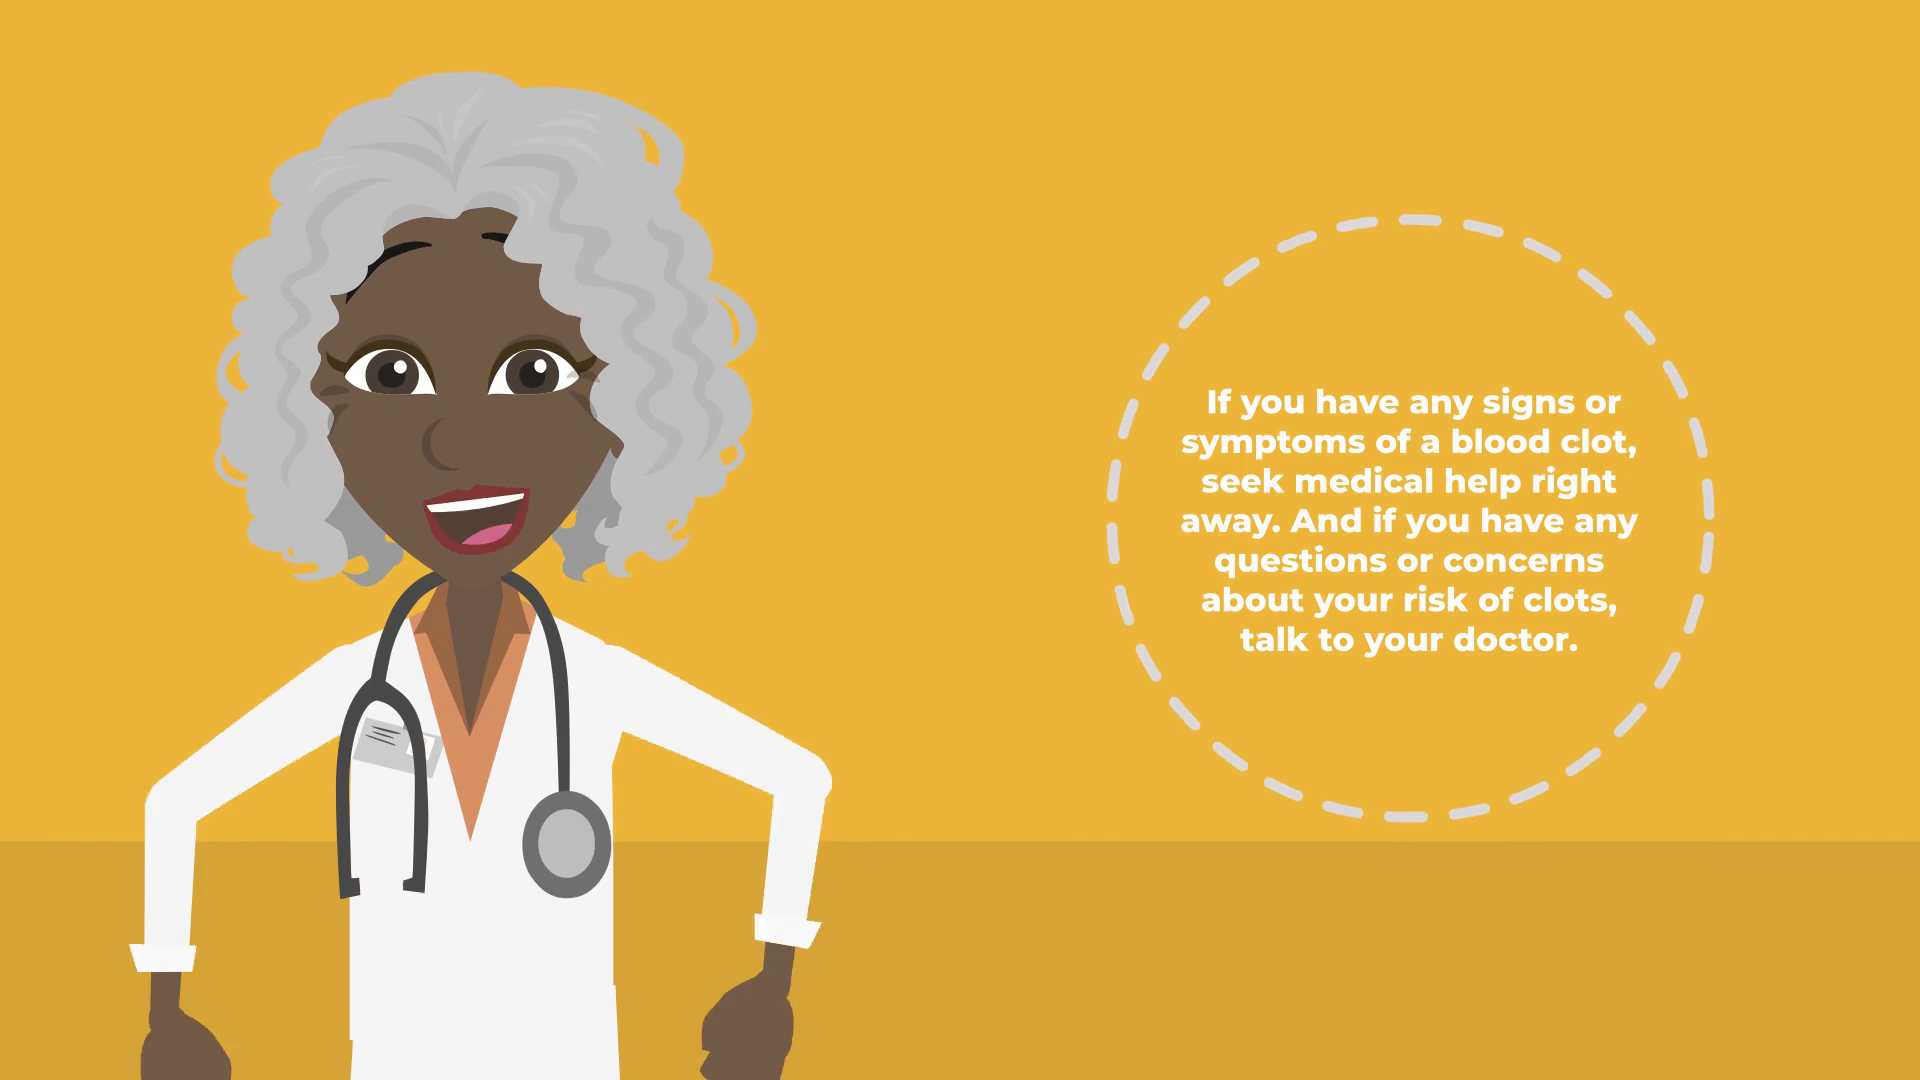 If you have any signs or
symptoms of a blood clot,
seek medical help right
away. And if you have any
questions or concerns
about your risk of clots,
talk to your doctor.